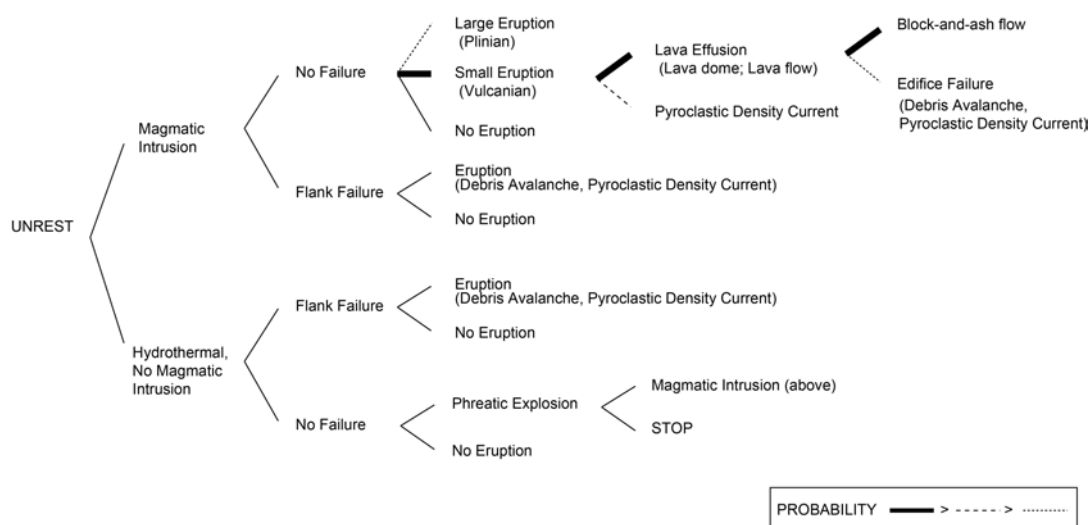 Large Eruption
(Plinian)
Block-and-ash flow
No Failure
Small Eruption
(Vulcanian)
Lava Effusion
(Lava dome; Lava flow)
Edifice Failure
(Debris Avalanche,
Pyroclastic Density Current)
Pyroclastic Density Current
No Eruption
Magmatic
Intrusion
Flank Failure
Eruption
(Debris Avalanche, Pyroclastic Density Current)
No Eruption
UNREST
Flank Failure
Eruption
(Debris Avalanche, Pyroclastic Density Current)
No Eruption
Hydrothermal,
No Magmatic
Intrusion
No Failure
Phreatic Explosion
Magmatic Intrusion (above)
STOP
No Eruption
PROBABILITY > >